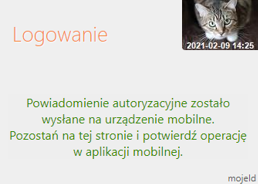 Logowanie
2021-02-09 14:25
Powiadomienie autoryzacyjne zostało
wysłane na urządzenie mobilne.
Pozostań na tej stronie i potwierdź operację
w aplikacji mobilnej.
mojeId